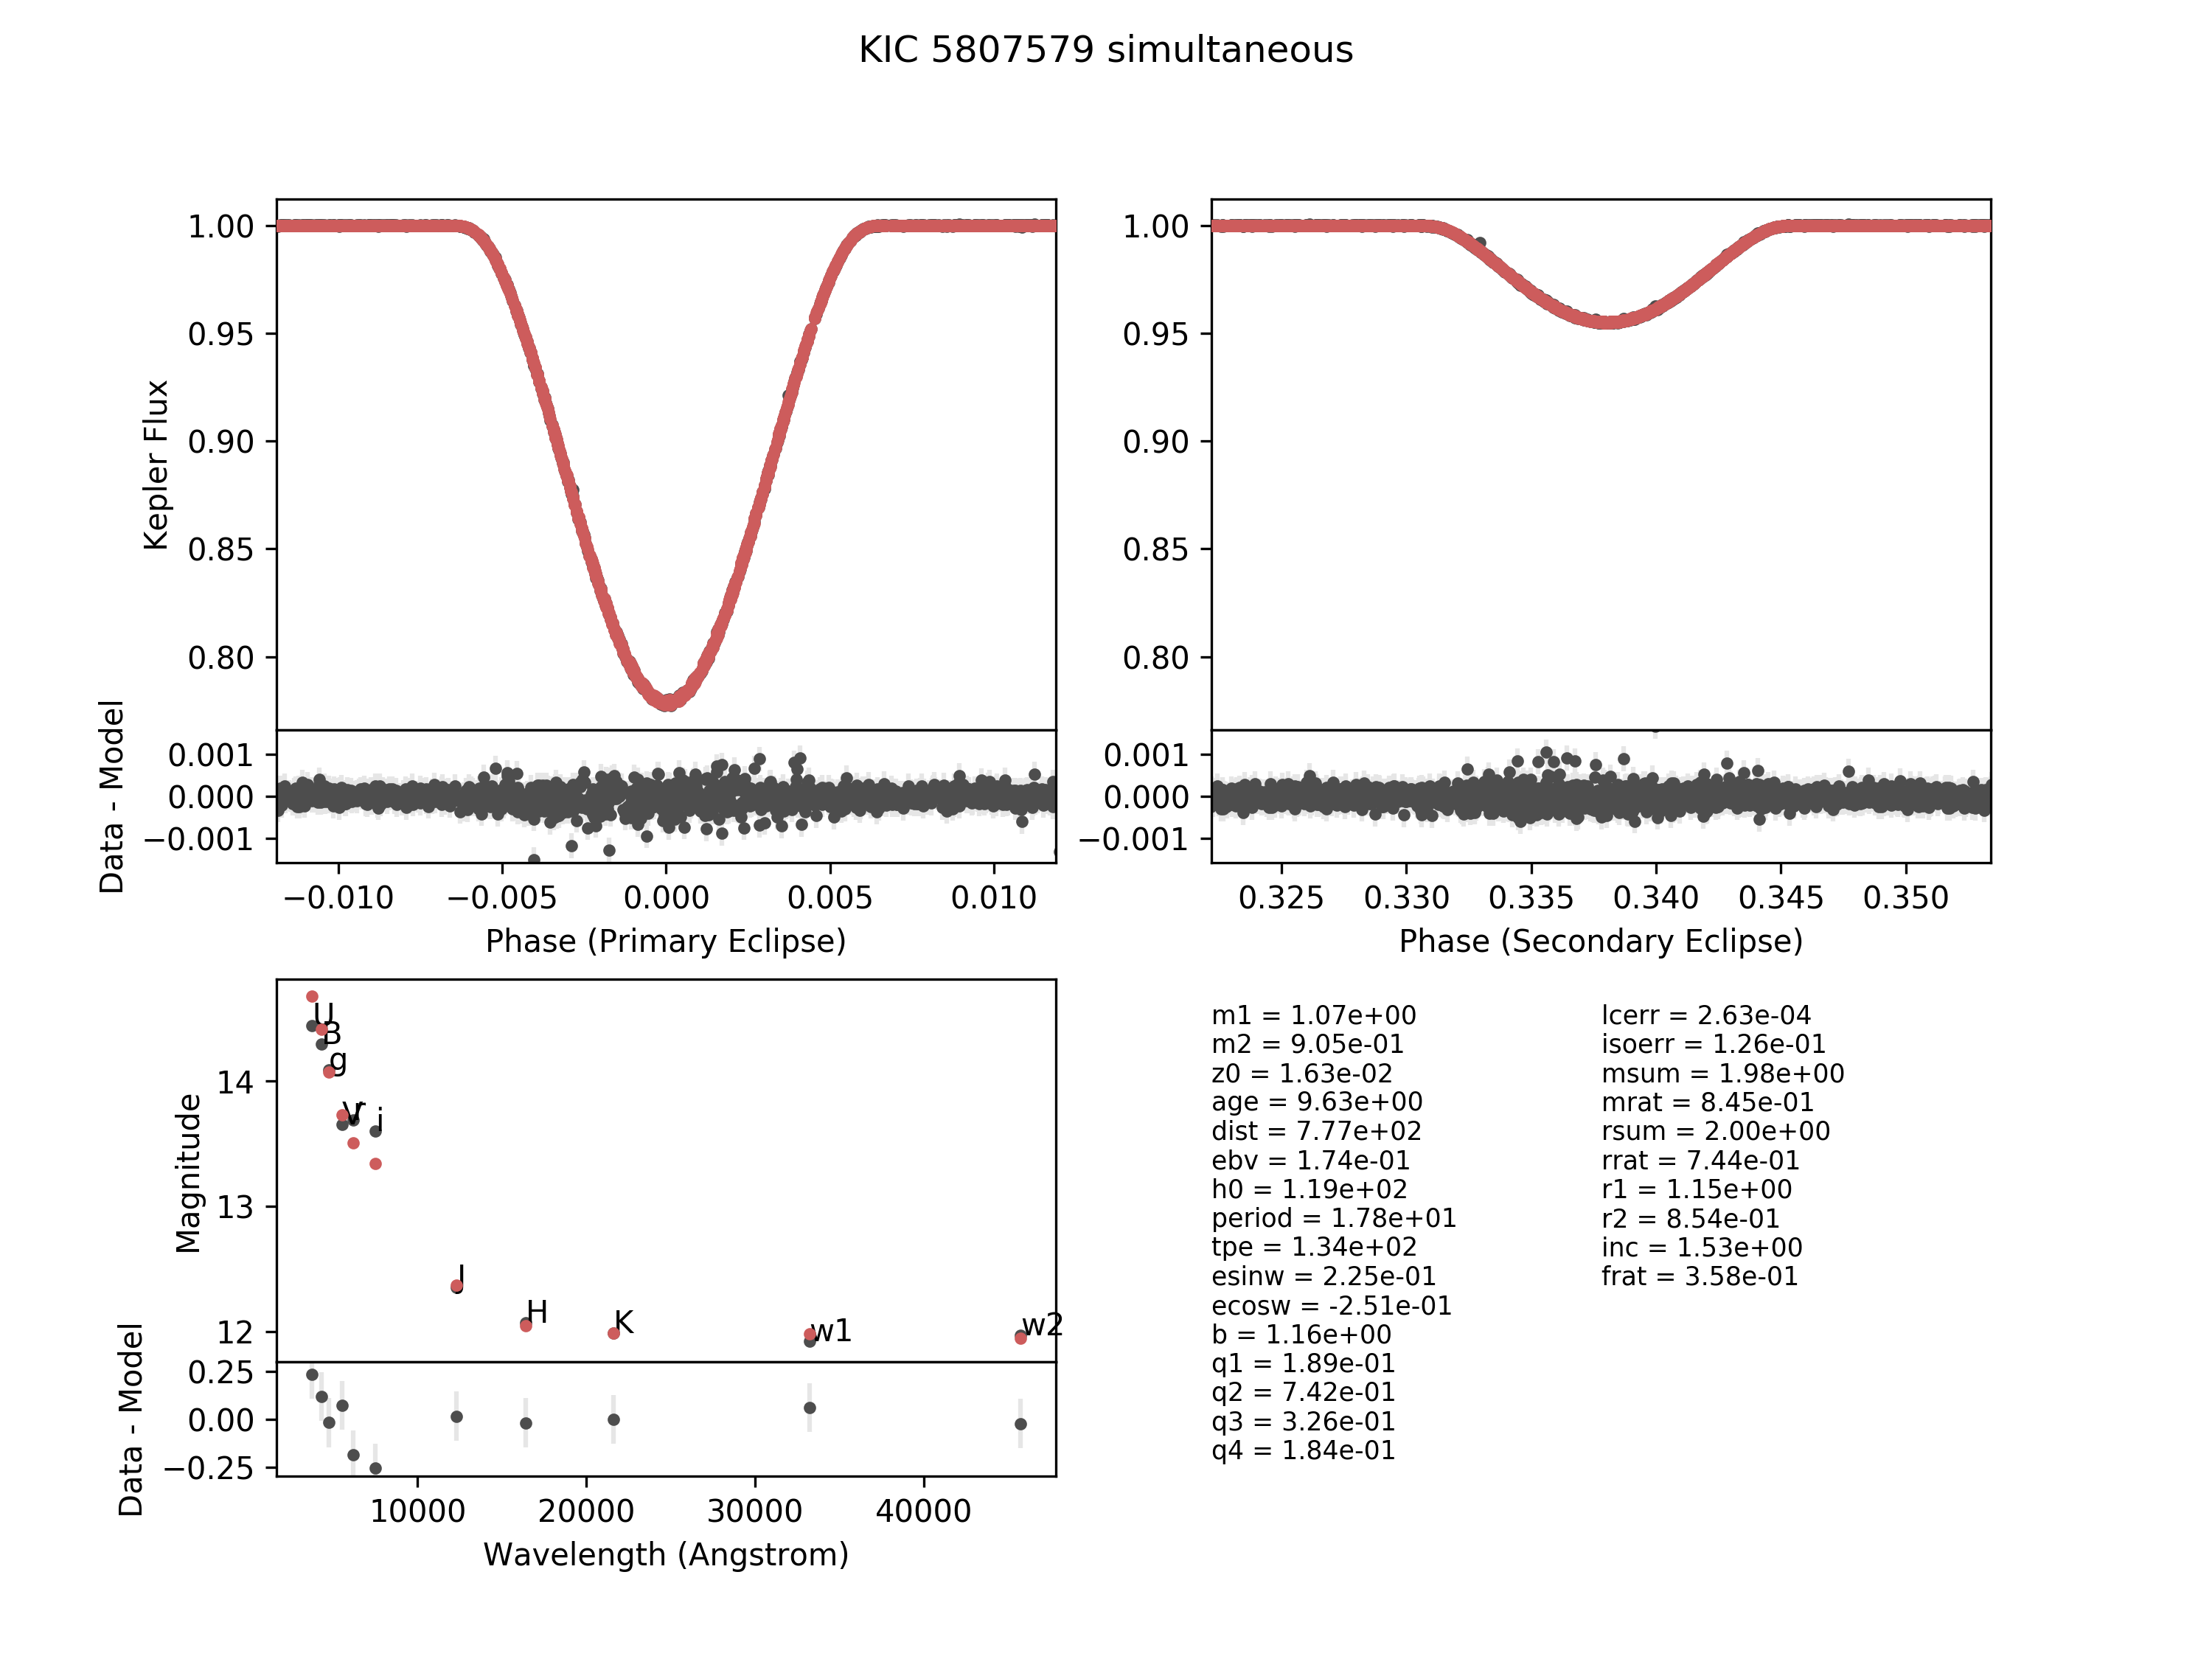 KIC 5807579 simultaneous
1.00
0.95
0.90
0.85
0.80
Kepler Flux
1.00
0.95
0.90
0.85
0.80
0.001
0.000
−0.001
Data - Model
0.001
0.000
−0.001
−0.010 −0.005 0.000 0.005 0.010
Phase (Primary Eclipse)
0.325 0.330 0.335 0.340 0.345 0.350
Phase (Secondary Eclipse)
14
13
12
Magnitude
U
B
g
V
r
i
J
H
K
w1
w2
0.25
0.00
−0.25
Data - Model
10000 20000 30000 40000
Wavelength (Angstrom)
m1 = 1.07e+00
m2 = 9.05e-01
z0 = 1.63e-02
age = 9.63e+00
dist = 7.77e+02
ebv = 1.74e-01
h0 = 1.19e+02
period = 1.78e+01
tpe = 1.34e+02
esinw = 2.25e-01
ecosw = -2.51e-01
b = 1.16e+00
q1 = 1.89e-01
q2 = 7.42e-01
q3 = 3.26e-01
q4 = 1.84e-01
lcerr = 2.63e-04
isoerr = 1.26e-01
msum = 1.98e+00
mrat = 8.45e-01
rsum = 2.00e+00
rrat = 7.44e-01
r1 = 1.15e+00
r2 = 8.54e-01
inc = 1.53e+00
frat = 3.58e-01